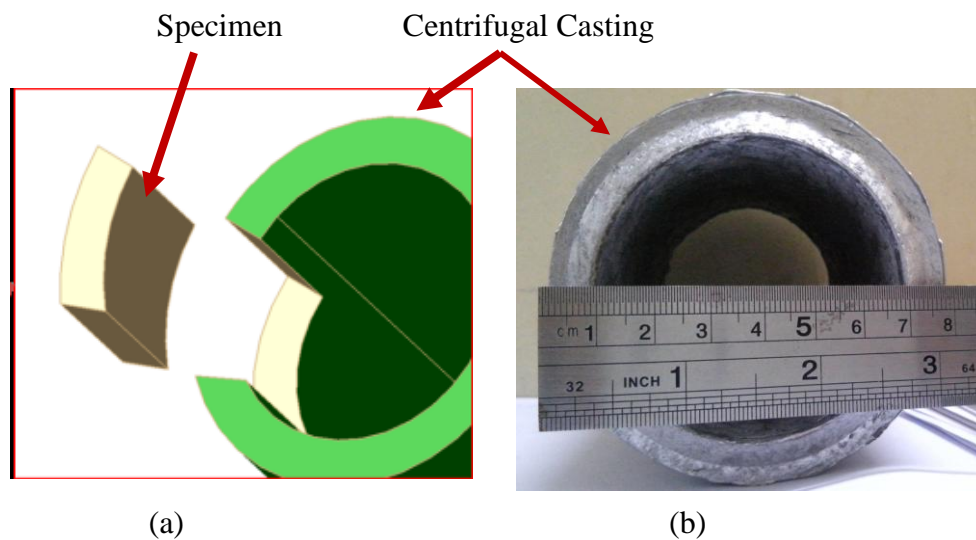 Specimen
Centrifugal Casting
cm 1 2 3 4 5 6 7 8
32 INCH 1 2 3 64
(a)
(b)